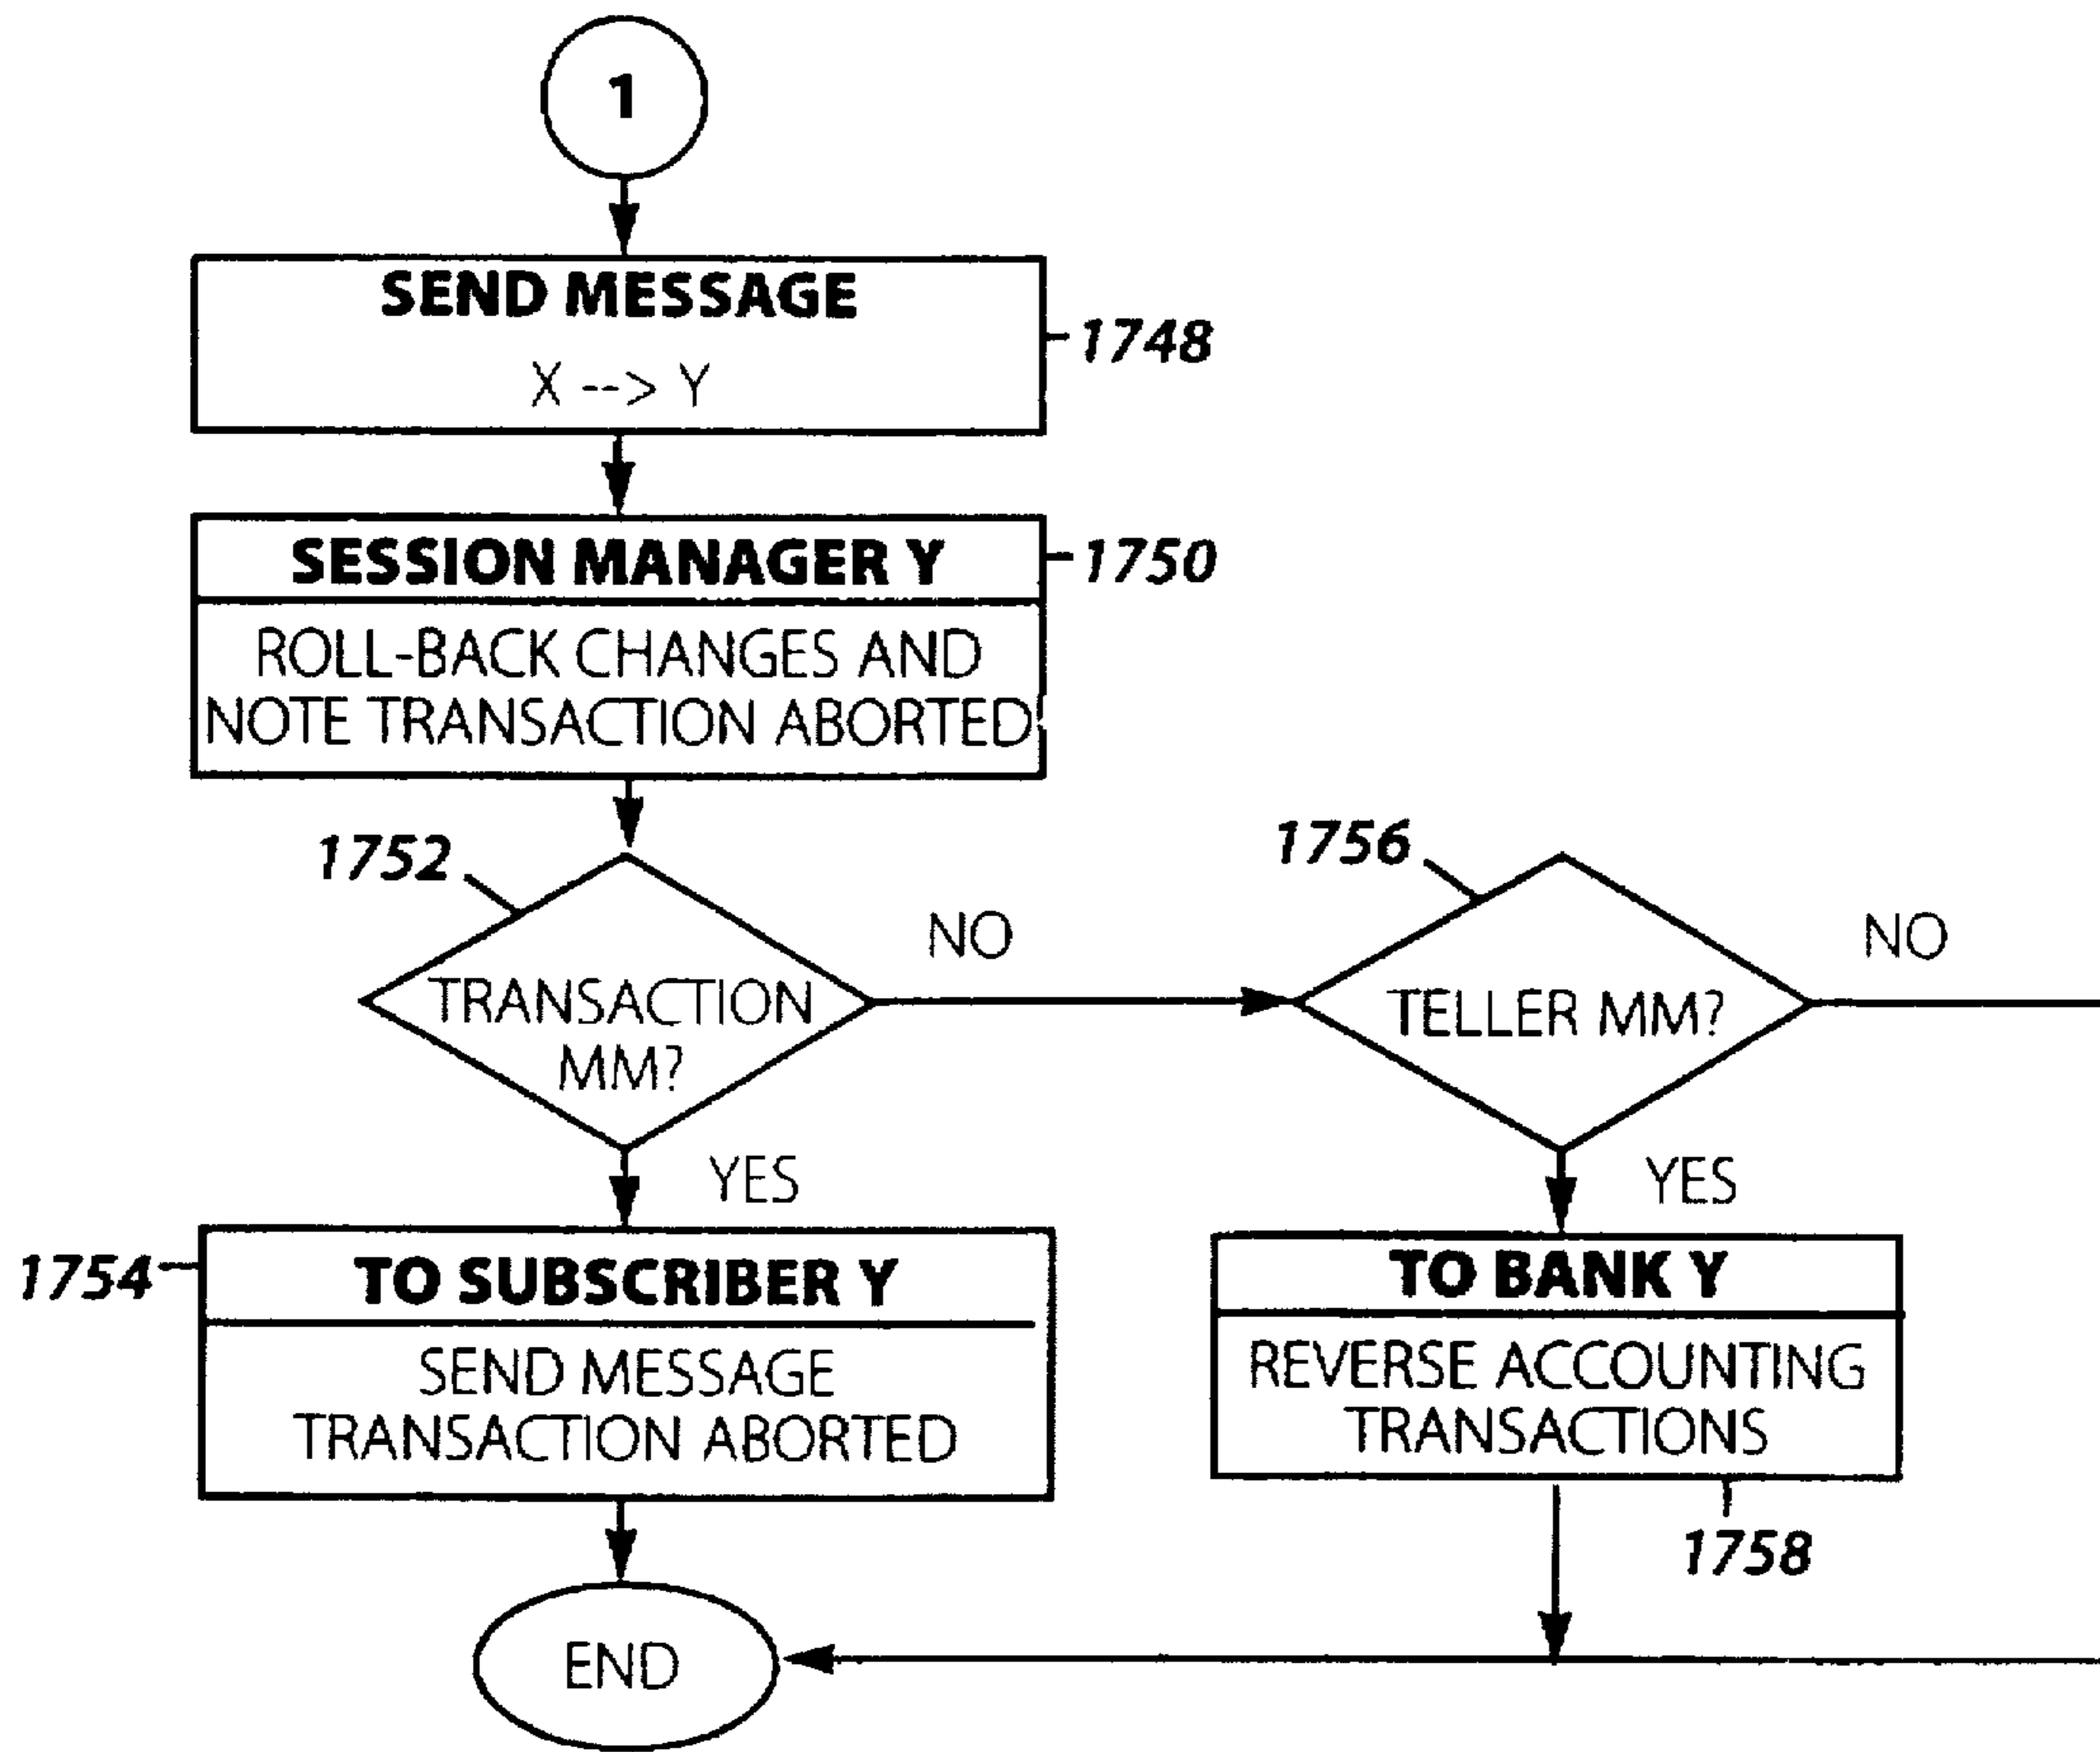 1
SEND MESSAGE
X --> Y
1748
SESSION MANAGER Y
1750
ROLL-BACK CHANGES AND
NOTE TRANSACTION ABORTED
1752
TRANSACTION
MM?
NO
1756
TELLER MM?
NO
YES
YES
1754
TO SUBSCRIBER Y
SEND MESSAGE
TRANSACTION ABORTED
TO BANK Y
REVERSE ACCOUNTING
TRANSACTIONS
1758
END